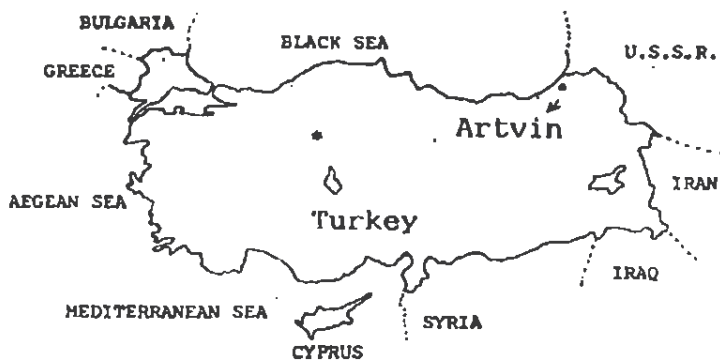 BULGARIA
BLACK SEA
U.S.S.R.
GREECE
Artvin
*
IRAN
AEGEAN SEA
Turkey
IRAQ
MEDITERRANEAN SEA
SYRIA
CYPRUS